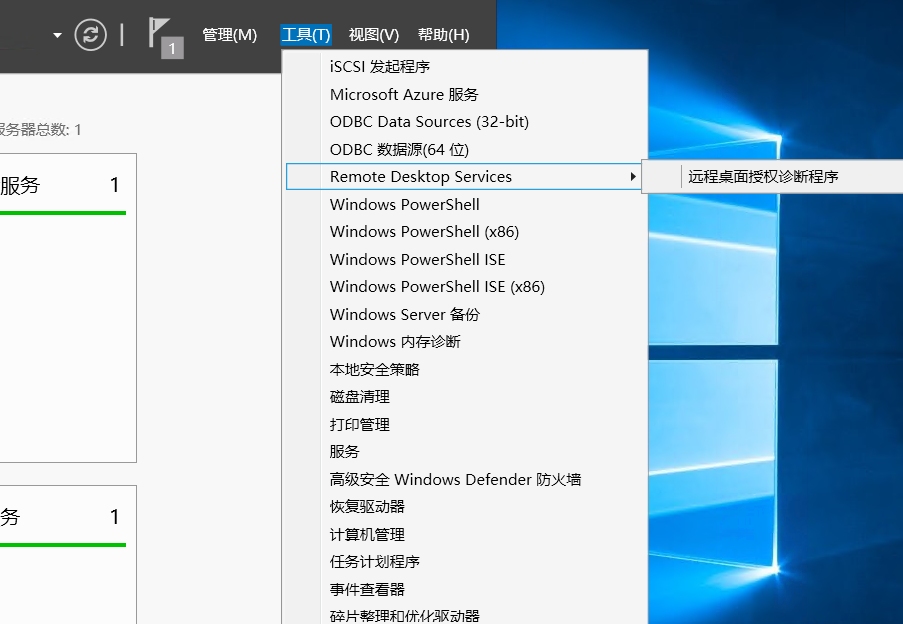 1
管理(M) 工具(T) 视图(V) 帮助(H)
iSCSI 发起程序
Microsoft Azure 服务
ODBC Data Sources (32-bit)
ODBC 数据源(64 位)
Remote Desktop Services
远程桌面授权诊断程序
Windows PowerShell
Windows PowerShell (x86)
Windows PowerShell ISE
Windows PowerShell ISE (x86)
Windows Server 备份
Windows 内存诊断
本地安全策略
磁盘清理
打印管理
服务
高级安全 Windows Defender 防火墙
恢复驱动器
计算机管理
任务计划程序
事件查看器
碎片整理和优化驱动器
服务器总数: 1
服务 1
务 1